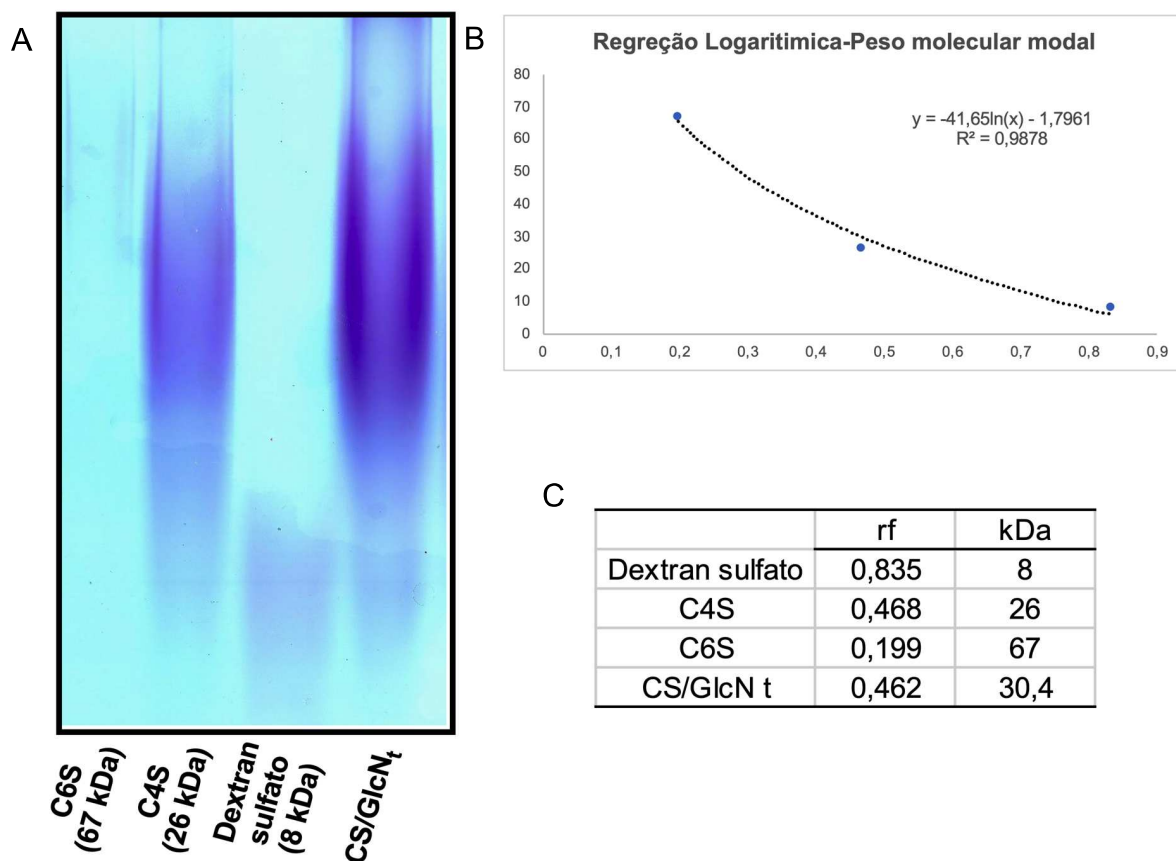 A
C6S
(67 kDa)
C4S
(26 kDa)
Dextran
sulfato
(8 kDa)
CS/GlcNt
B
Regreção Logaritimica-Peso molecular modal
y = -41,65ln(x) - 1,7961
R² = 0,9878
80
70
60
50
40
30
20
10
0
0 0,1 0,2 0,3 0,4 0,5 0,6 0,7 0,8 0,9
C
rf kDa
Dextran sulfato 0,835 8
C4S 0,468 26
C6S 0,199 67
CS/GlcN t 0,462 30,4